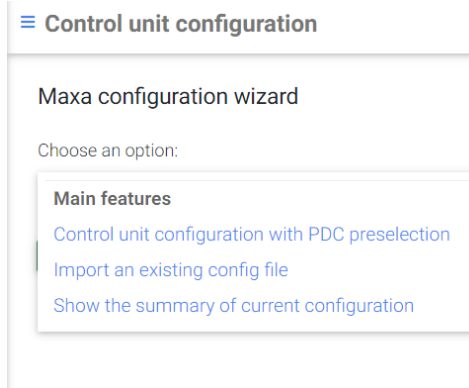 Control unit configuration
Maxa configuration wizard
Choose an option:
Main features
Control unit configuration with PDC preselection
Import an existing config file
Show the summary of current configuration